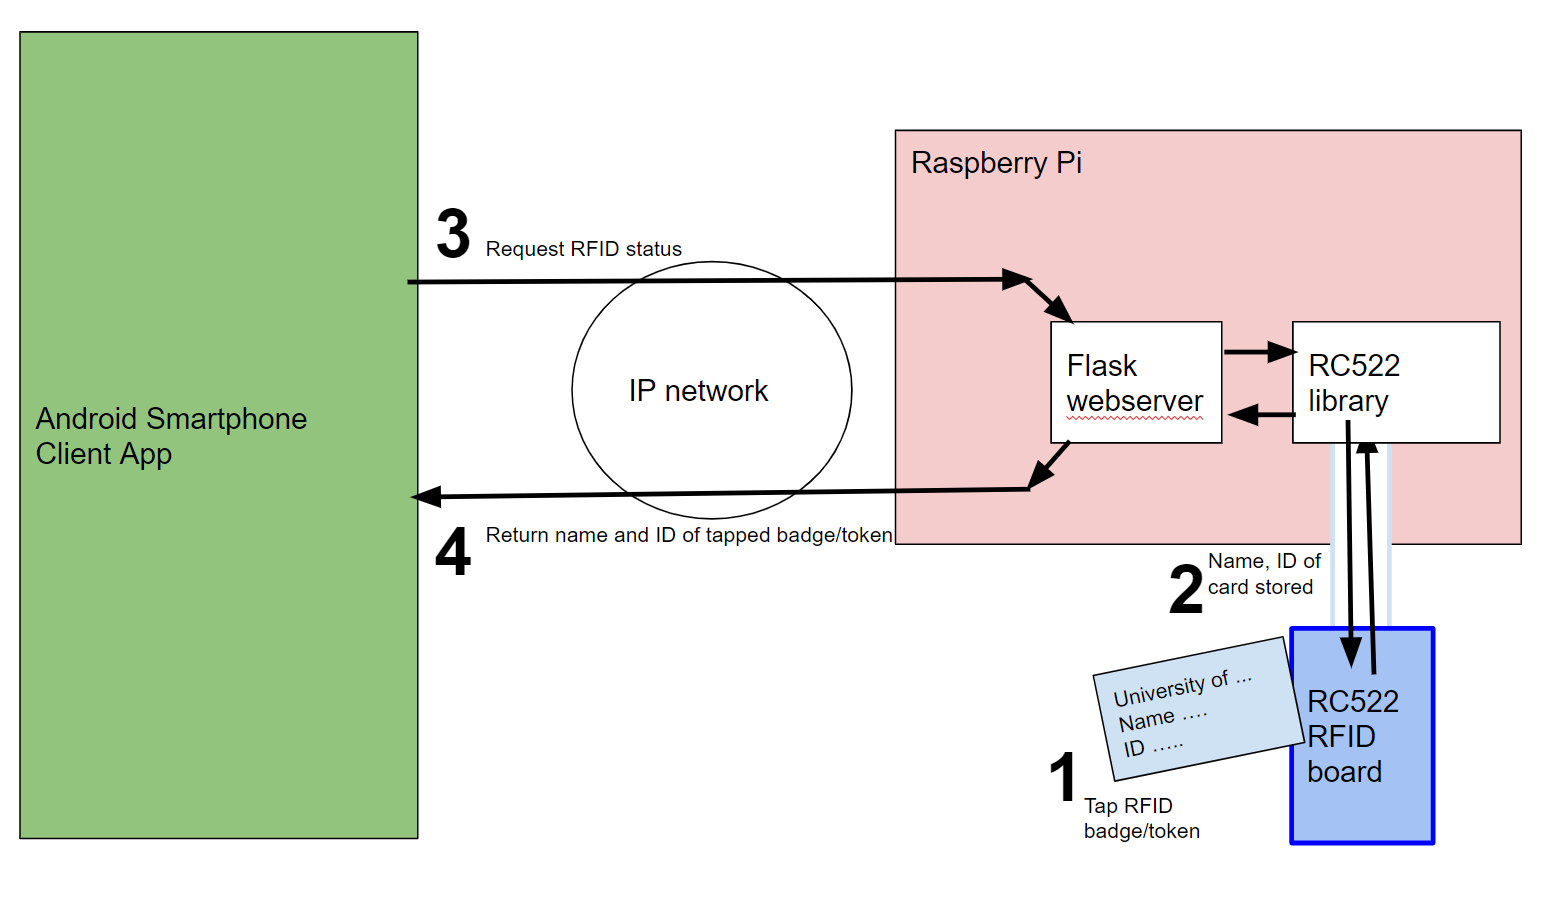 Raspberry Pi
3
Request RFID status
Flask
webserver
RC522
library
IP network
Android Smartphone
Client App
4
Return name and ID of tapped badge/token
2
Name, ID of
card stored
University of ...
Name ....
ID .....
RC522
RFID
board
1
Tap RFID
badge/token